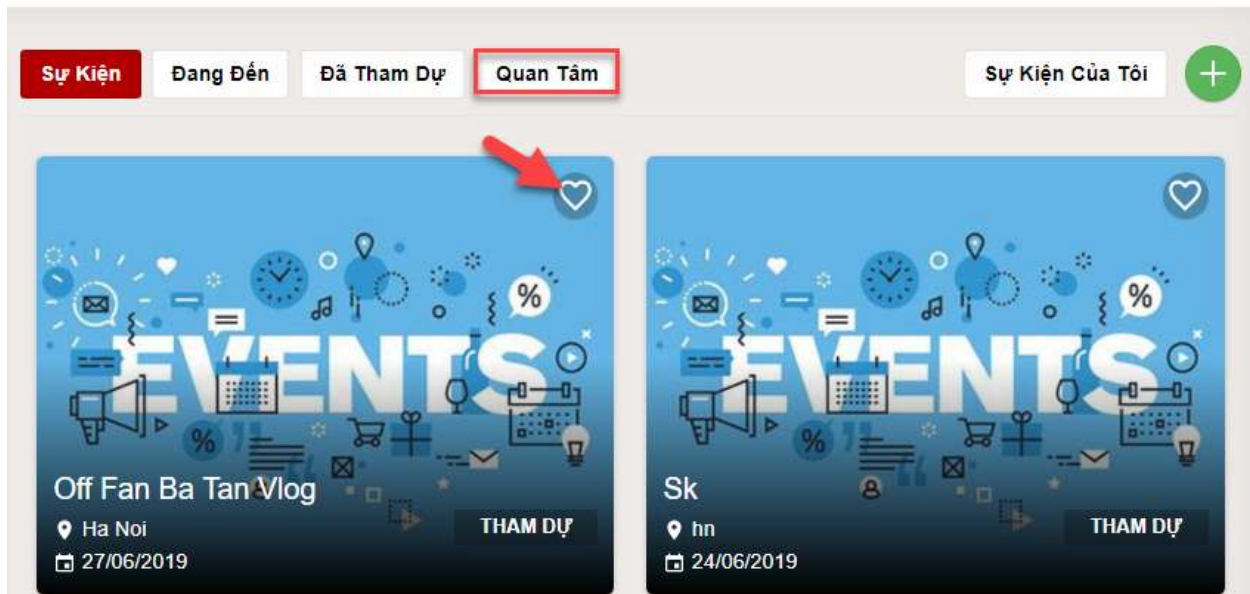 Sự Kiện Đang Đến Đã Tham Dự Quan Tâm Sự Kiện Của Tôi
EVENTS
Off Fan Ba Tan Vlog
Ha Noi
THAM DỰ
27/06/2019
EVENTS
Sk
hn
THAM DỰ
24/06/2019